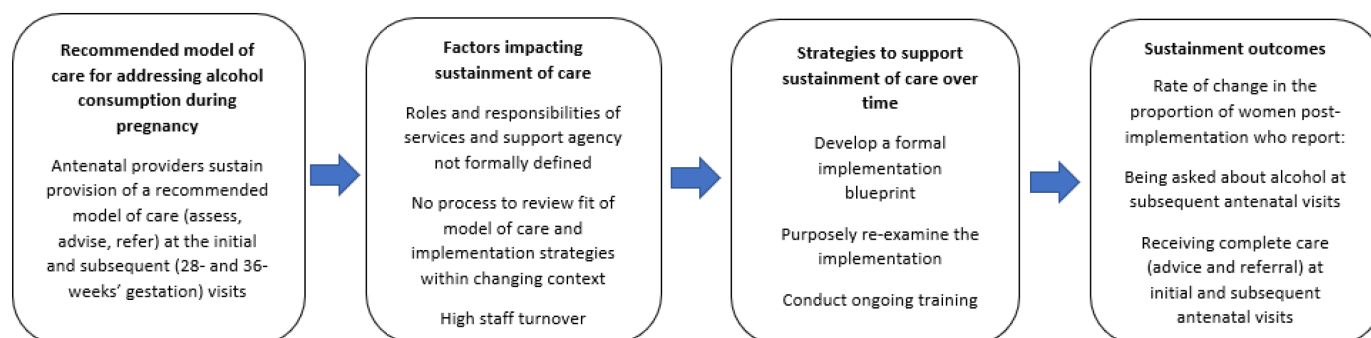 Recommended model of
care for addressing alcohol
consumption during
pregnancy
Antenatal providers sustain
provision of a recommended
model of care (assess,
advise, refer) at the initial
and subsequent (28- and 36-
weeks’ gestation) visits
Factors impacting
sustainment of care
Roles and responsibilities of
services and support agency
not formally defined
No process to review fit of
model of care and
implementation strategies
within changing context
High staff turnover
Strategies to support
sustainment of care over
time
Develop a formal
implementation
blueprint
Purposely re-examine the
implementation
Conduct ongoing training
Sustainment outcomes
Rate of change in the
proportion of women post-
implementation who report:
Being asked about alcohol at
subsequent antenatal visits
Receiving complete care
(advice and referral) at
initial and subsequent
antenatal visits